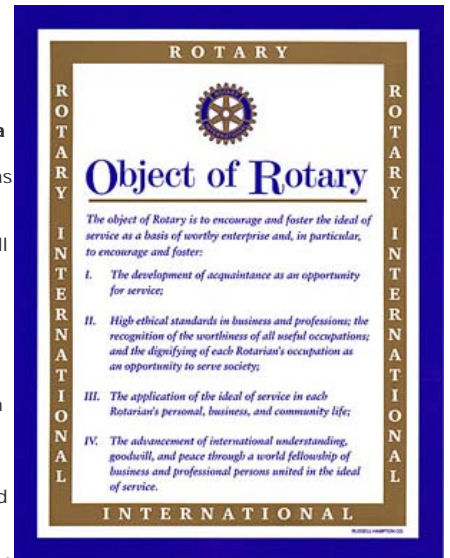 ROTARY
ROTARY INTERNATIONAL
ROTARY INTERNATIONAL
Object of Rotary
The object of Rotary is to encourage and foster the ideal of
service as a basis of worthy enterprise and, in particular,
to encourage and foster:
I. The development of acquaintance as an opportunity
for service;
II. High ethical standards in business and professions; the
recognition of the worthiness of all useful occupations;
and the dignifying of each Rotarian's occupation as
an opportunity to serve society;
III. The application of the ideal of service in each
Rotarian's personal, business, and community life;
IV. The advancement of international understanding,
goodwill, and peace through a world fellowship of
business and professional persons united in the ideal
of service.
INTERNATIONAL
RUSSELL HAMPTON CO.